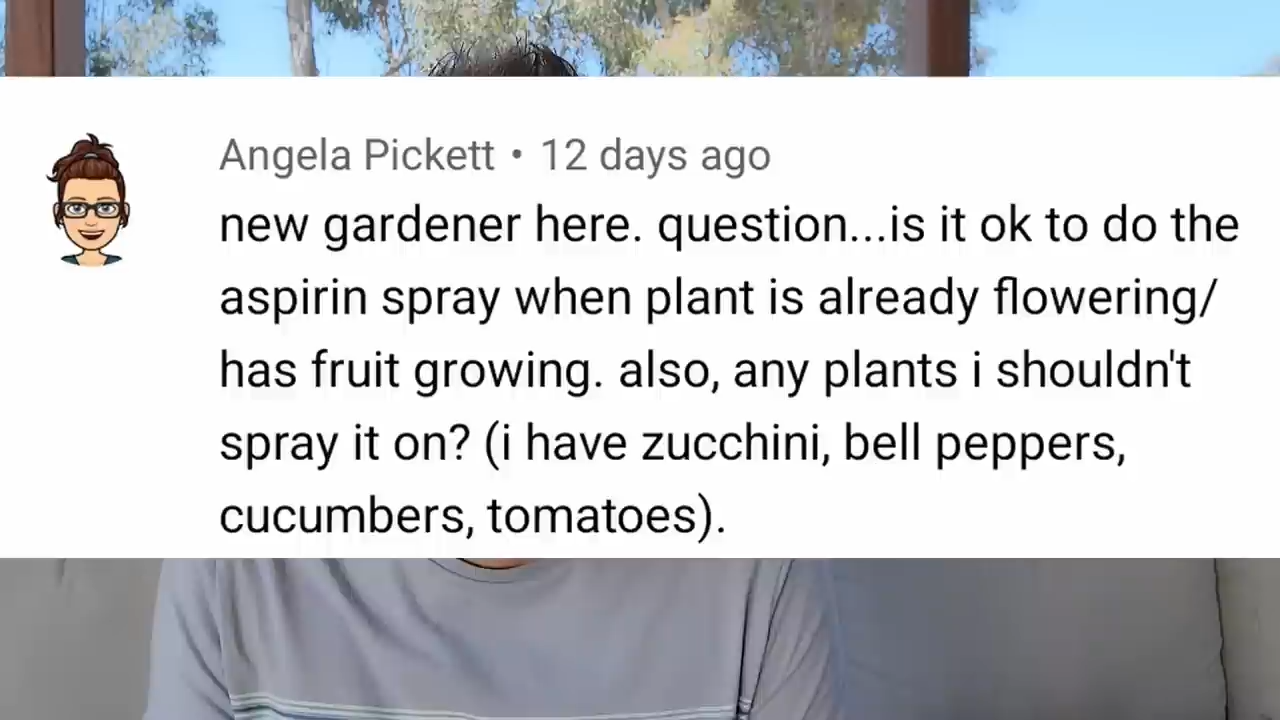 Angela Pickett • 12 days ago
new gardener here. question...is it ok to do the
aspirin spray when plant is already flowering/
has fruit growing. also, any plants i shouldn't
spray it on? (i have zucchini, bell peppers,
cucumbers, tomatoes).